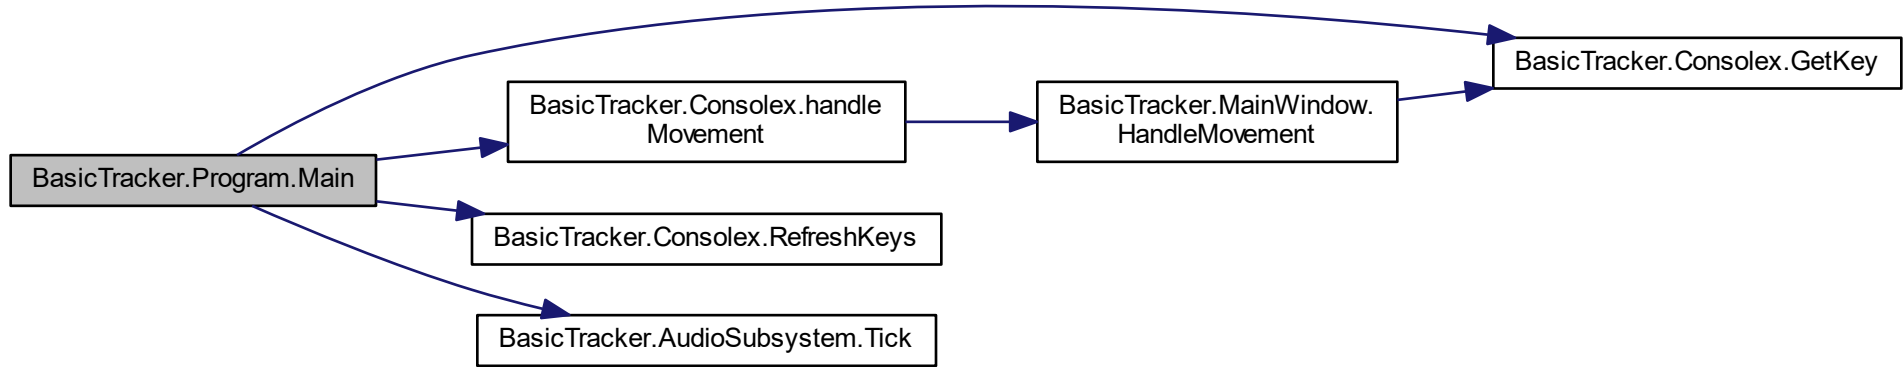 BasicTracker.Program.Main
BasicTracker.Consolex.handle
Movement
BasicTracker.MainWindow.
HandleMovement
BasicTracker.Consolex.GetKey
BasicTracker.Consolex.RefreshKeys
BasicTracker.AudioSubsystem.Tick